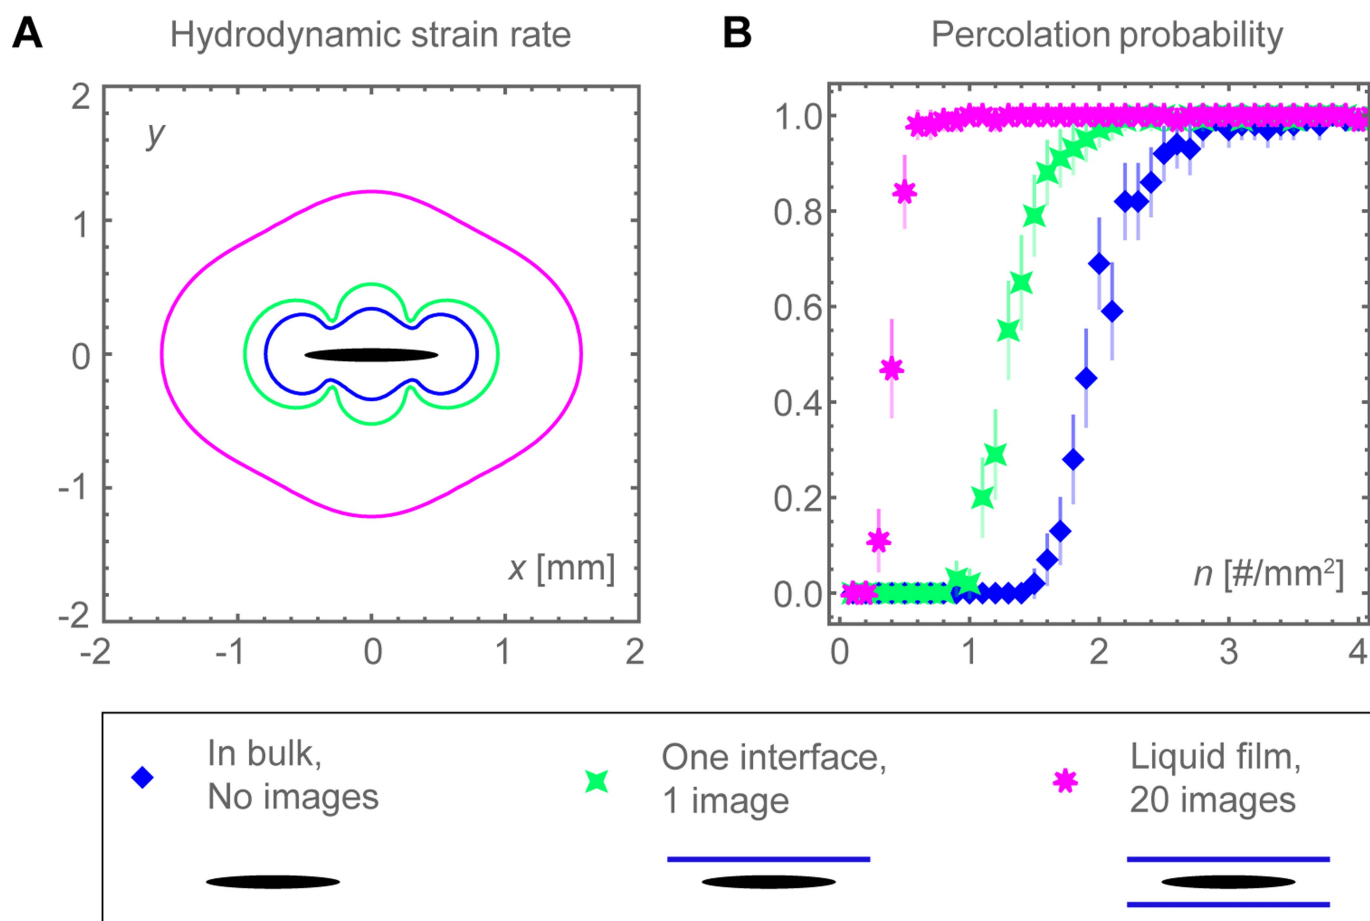 A
Hydrodynamic strain rate
2
1
0
-1
-2
y
x [mm]
-2
-1
0
1
2
B
Percolation probability
1.0
0.8
0.6
0.4
0.2
0.0
n [#/mm²]
0
1
2
3
4
In bulk,
No images
One interface,
1 image
Liquid film,
20 images